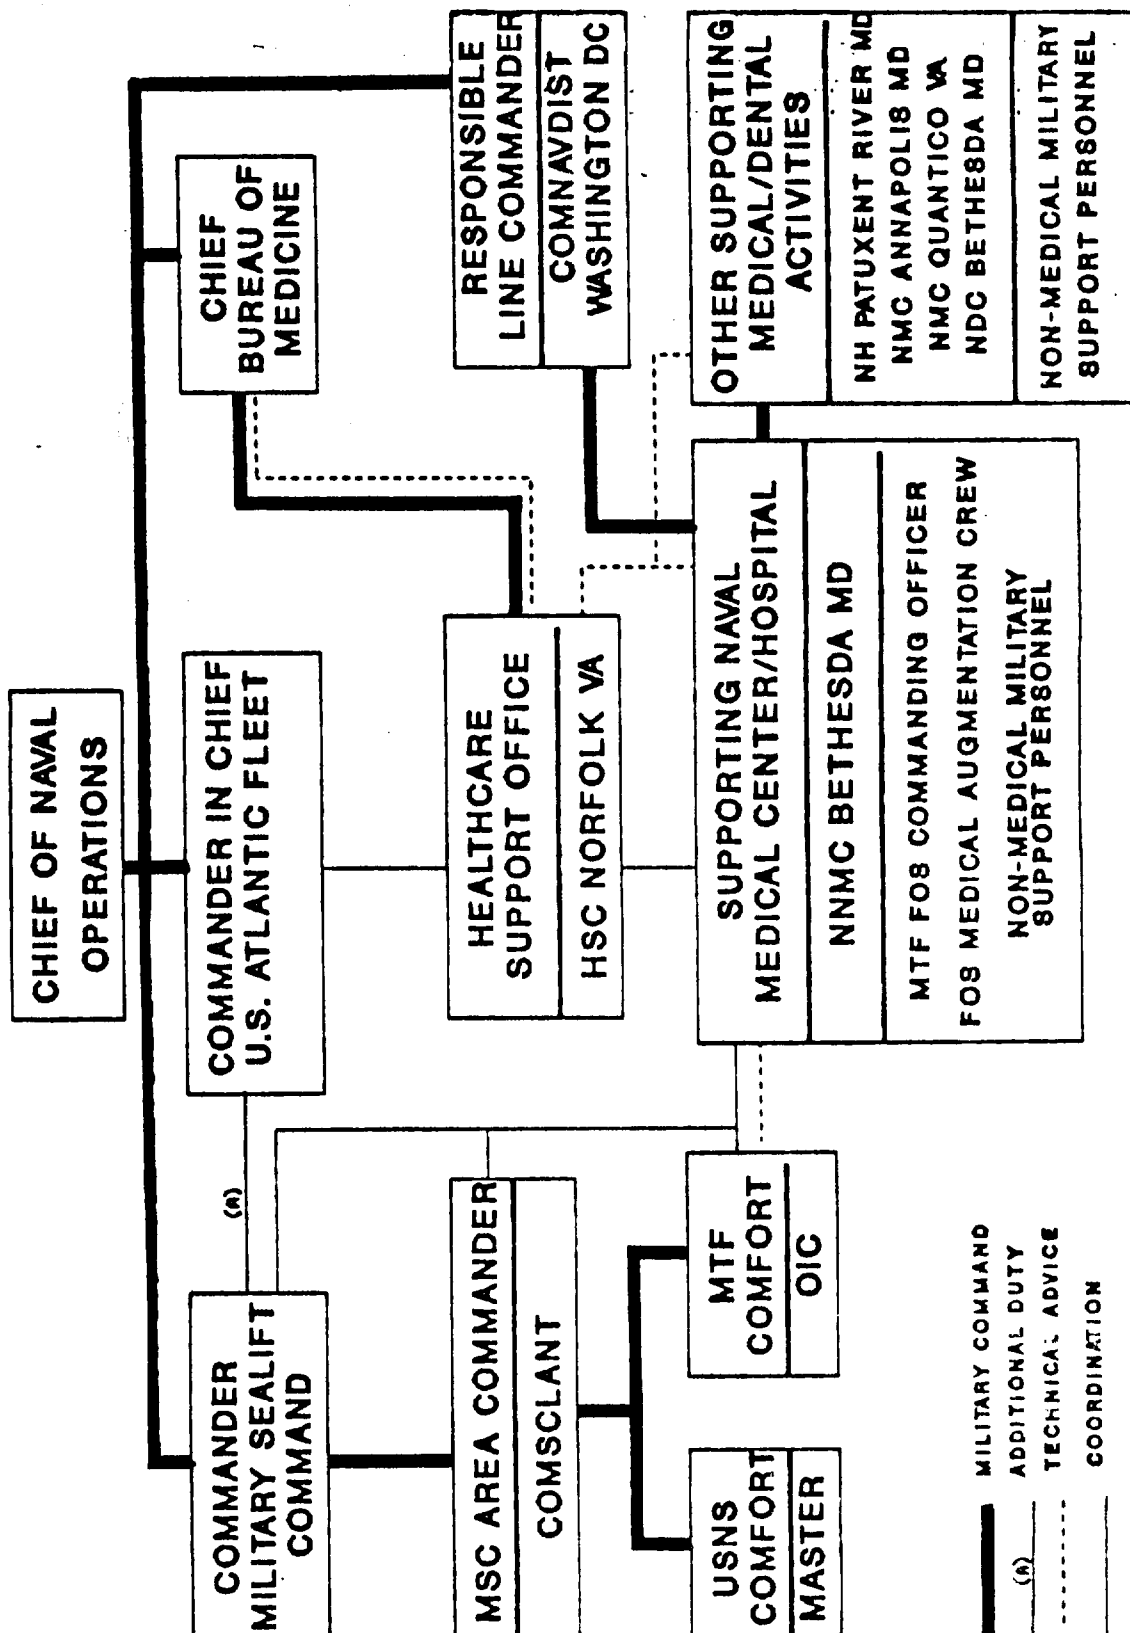 CHIEF OF NAVAL
OPERATIONS
COMMANDER
MILITARY SEALIFT
COMMAND
(A)
COMMANDER IN CHIEF
U.S. ATLANTIC FLEET
CHIEF
BUREAU OF
MEDICINE
MSC AREA COMMANDER
COMSCLANT
HEALTHCARE
SUPPORT OFFICE
HSC NORFOLK VA
RESPONSIBLE
LINE COMMANDER
COMNAVDIST
WASHINGTON DC
USNS
COMFORT
MASTER
MTF
COMFORT
OIC
SUPPORTING NAVAL
MEDICAL CENTER/HOSPITAL
NNMC BETHESDA MD
MTF FOS COMMANDING OFFICER
FOS MEDICAL AUGMENTATION CREW
NON-MEDICAL MILITARY
SUPPORT PERSONNEL
OTHER SUPPORTING
MEDICAL/DENTAL
ACTIVITIES
NH PATUXENT RIVER MD
NMC ANNAPOLIS MD
NMC QUANTICO VA
NDC BETHESDA MD
NON-MEDICAL MILITARY
SUPPORT PERSONNEL
MILITARY COMMAND
(A) ADDITIONAL DUTY
TECHNICAL ADVICE
COORDINATION